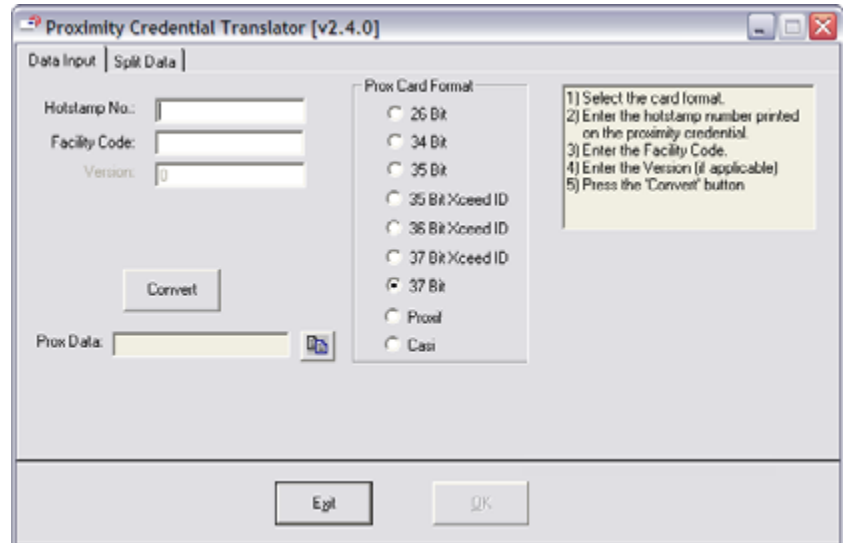 Proximity Credential Translator [v2.4.0]
Data Input
Split Data
Hotstamp No.:
Facility Code:
Version:
0
Convert
Prox Data:
Prox Card Format
26 Bit
34 Bit
35 Bit
35 Bit Xceed ID
36 Bit Xceed ID
37 Bit Xceed ID
37 Bit
Proxif
Casi
1) Select the card format.
2) Enter the hotstamp number printed
on the proximity credential.
3) Enter the Facility Code.
4) Enter the Version (if applicable)
5) Press the 'Convert' button
Exit
OK